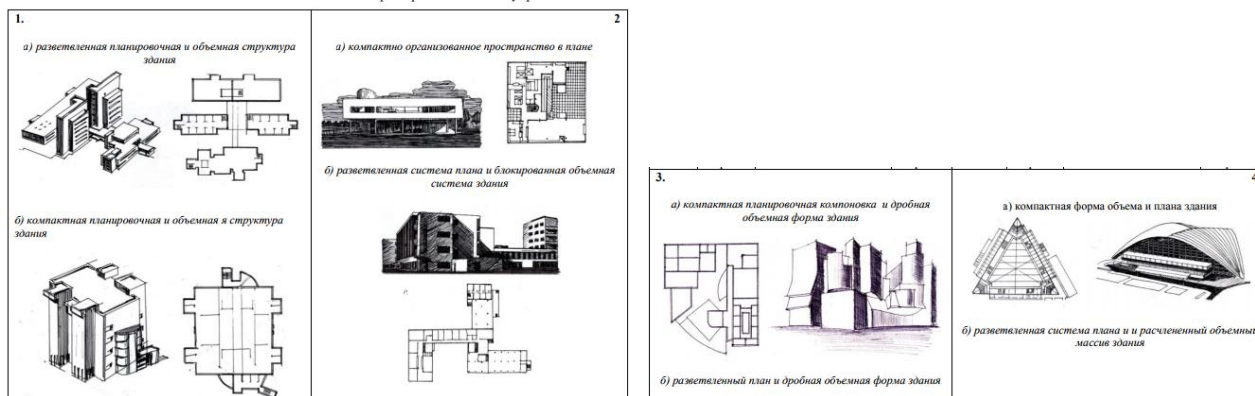 1.
а) разветвленная планировочная и объемная структура
здания
б) компактная планировочная и объемная я структура
здания
2
а) компактно организованное пространство в плане
б) разветвленная система плана и блокированная объемная
система здания
3.
а) компактная планировочная компоновка и дробная
объемная форма здания
б) разветвленный план и дробная объемная форма здания
4
а) компактная форма объема и плана здания
б) разветвленная система плана и и расчлененный объемный
массив здания